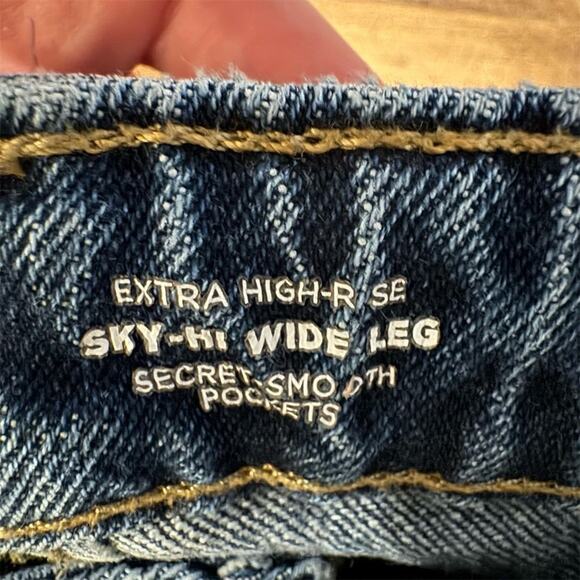 EXTRA HIGH-RISE
SKY-HI WIDE LEG
SECRET-SMOOTH
POCKETS